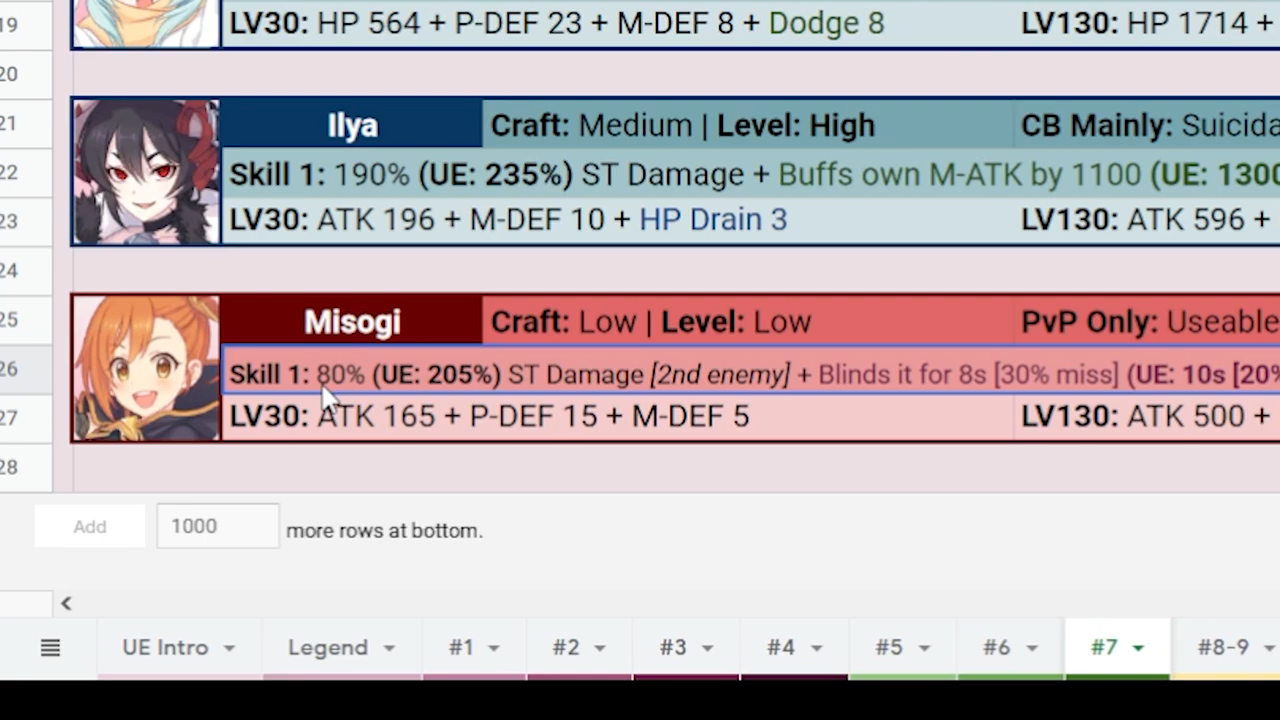 19 LV30: HP 564 + P-DEF 23 + M-DEF 8 + Dodge 8 LV130: HP 1714 +
20
21 Ilya Craft: Medium | Level: High CB Mainly: Suicida
22 Skill 1: 190% (UE: 235%) ST Damage + Buffs own M-ATK by 1100 (UE: 1300
23 LV30: ATK 196 + M-DEF 10 + HP Drain 3 LV130: ATK 596 +
24
25 Misogi Craft: Low | Level: Low PvP Only: Useable
26 Skill 1: 80% (UE: 205%) ST Damage [2nd enemy] + Blinds it for 8s [30% miss] (UE: 10s [20%
27 LV30: ATK 165 + P-DEF 15 + M-DEF 5 LV130: ATK 500 +
28
Add 1000 more rows at bottom.
UE Intro Legend #1 #2 #3 #4 #5 #6 #7 #8-9